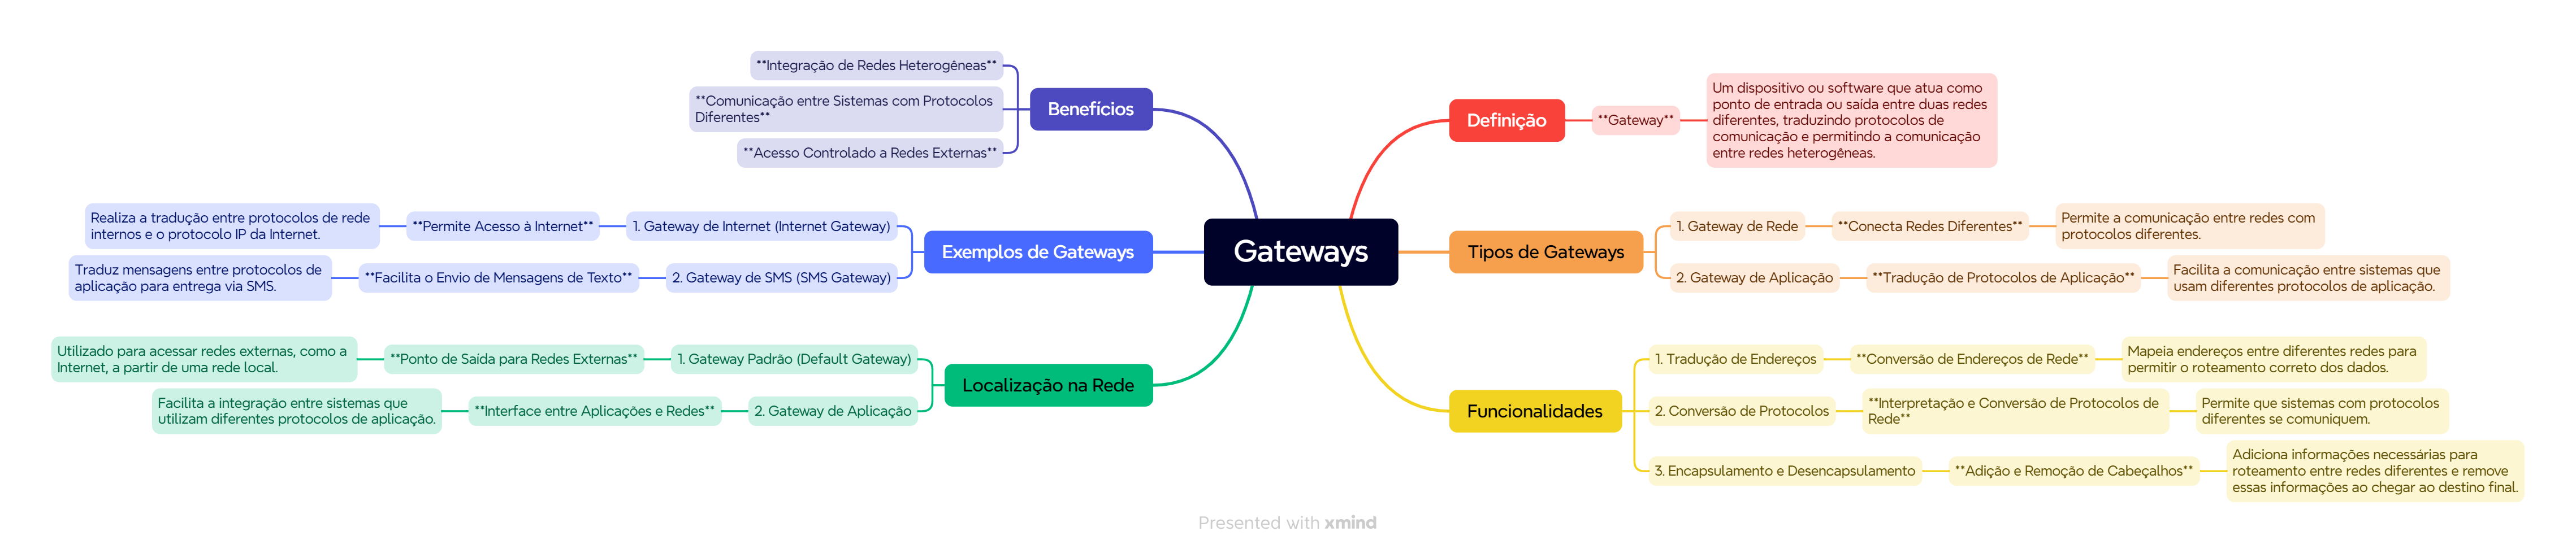 Gateways
Definição
**Gateway**
Um dispositivo ou software que atua como
ponto de entrada ou saída entre duas redes
diferentes, traduzindo protocolos de
comunicação e permitindo a comunicação
entre redes heterogêneas.
Tipos de Gateways
1. Gateway de Rede
**Conecta Redes Diferentes**
Permite a comunicação entre redes com
protocolos diferentes.
2. Gateway de Aplicação
**Tradução de Protocolos de Aplicação**
Facilita a comunicação entre sistemas que
usam diferentes protocolos de aplicação.
Funcionalidades
1. Tradução de Endereços
**Conversão de Endereços de Rede**
Mapeia endereços entre diferentes redes para
permitir o roteamento correto dos dados.
2. Conversão de Protocolos
**Interpretação e Conversão de Protocolos de
Rede**
Permite que sistemas com protocolos
diferentes se comuniquem.
3. Encapsulamento e Desencapsulamento
**Adição e Remoção de Cabeçalhos**
Adiciona informações necessárias para
roteamento entre redes diferentes e remove
essas informações ao chegar ao destino final.
Benefícios
**Integração de Redes Heterogêneas**
**Comunicação entre Sistemas com Protocolos
Diferentes**
**Acesso Controlado a Redes Externas**
Exemplos de Gateways
1. Gateway de Internet (Internet Gateway)
**Permite Acesso à Internet**
Realiza a tradução entre protocolos de rede
internos e o protocolo IP da Internet.
2. Gateway de SMS (SMS Gateway)
**Facilita o Envio de Mensagens de Texto**
Traduz mensagens entre protocolos de
aplicação para entrega via SMS.
Localização na Rede
1. Gateway Padrão (Default Gateway)
**Ponto de Saída para Redes Externas**
Utilizado para acessar redes externas, como a
Internet, a partir de uma rede local.
2. Gateway de Aplicação
**Interface entre Aplicações e Redes**
Facilita a integração entre sistemas que
utilizam diferentes protocolos de aplicação.
Presented with xmind